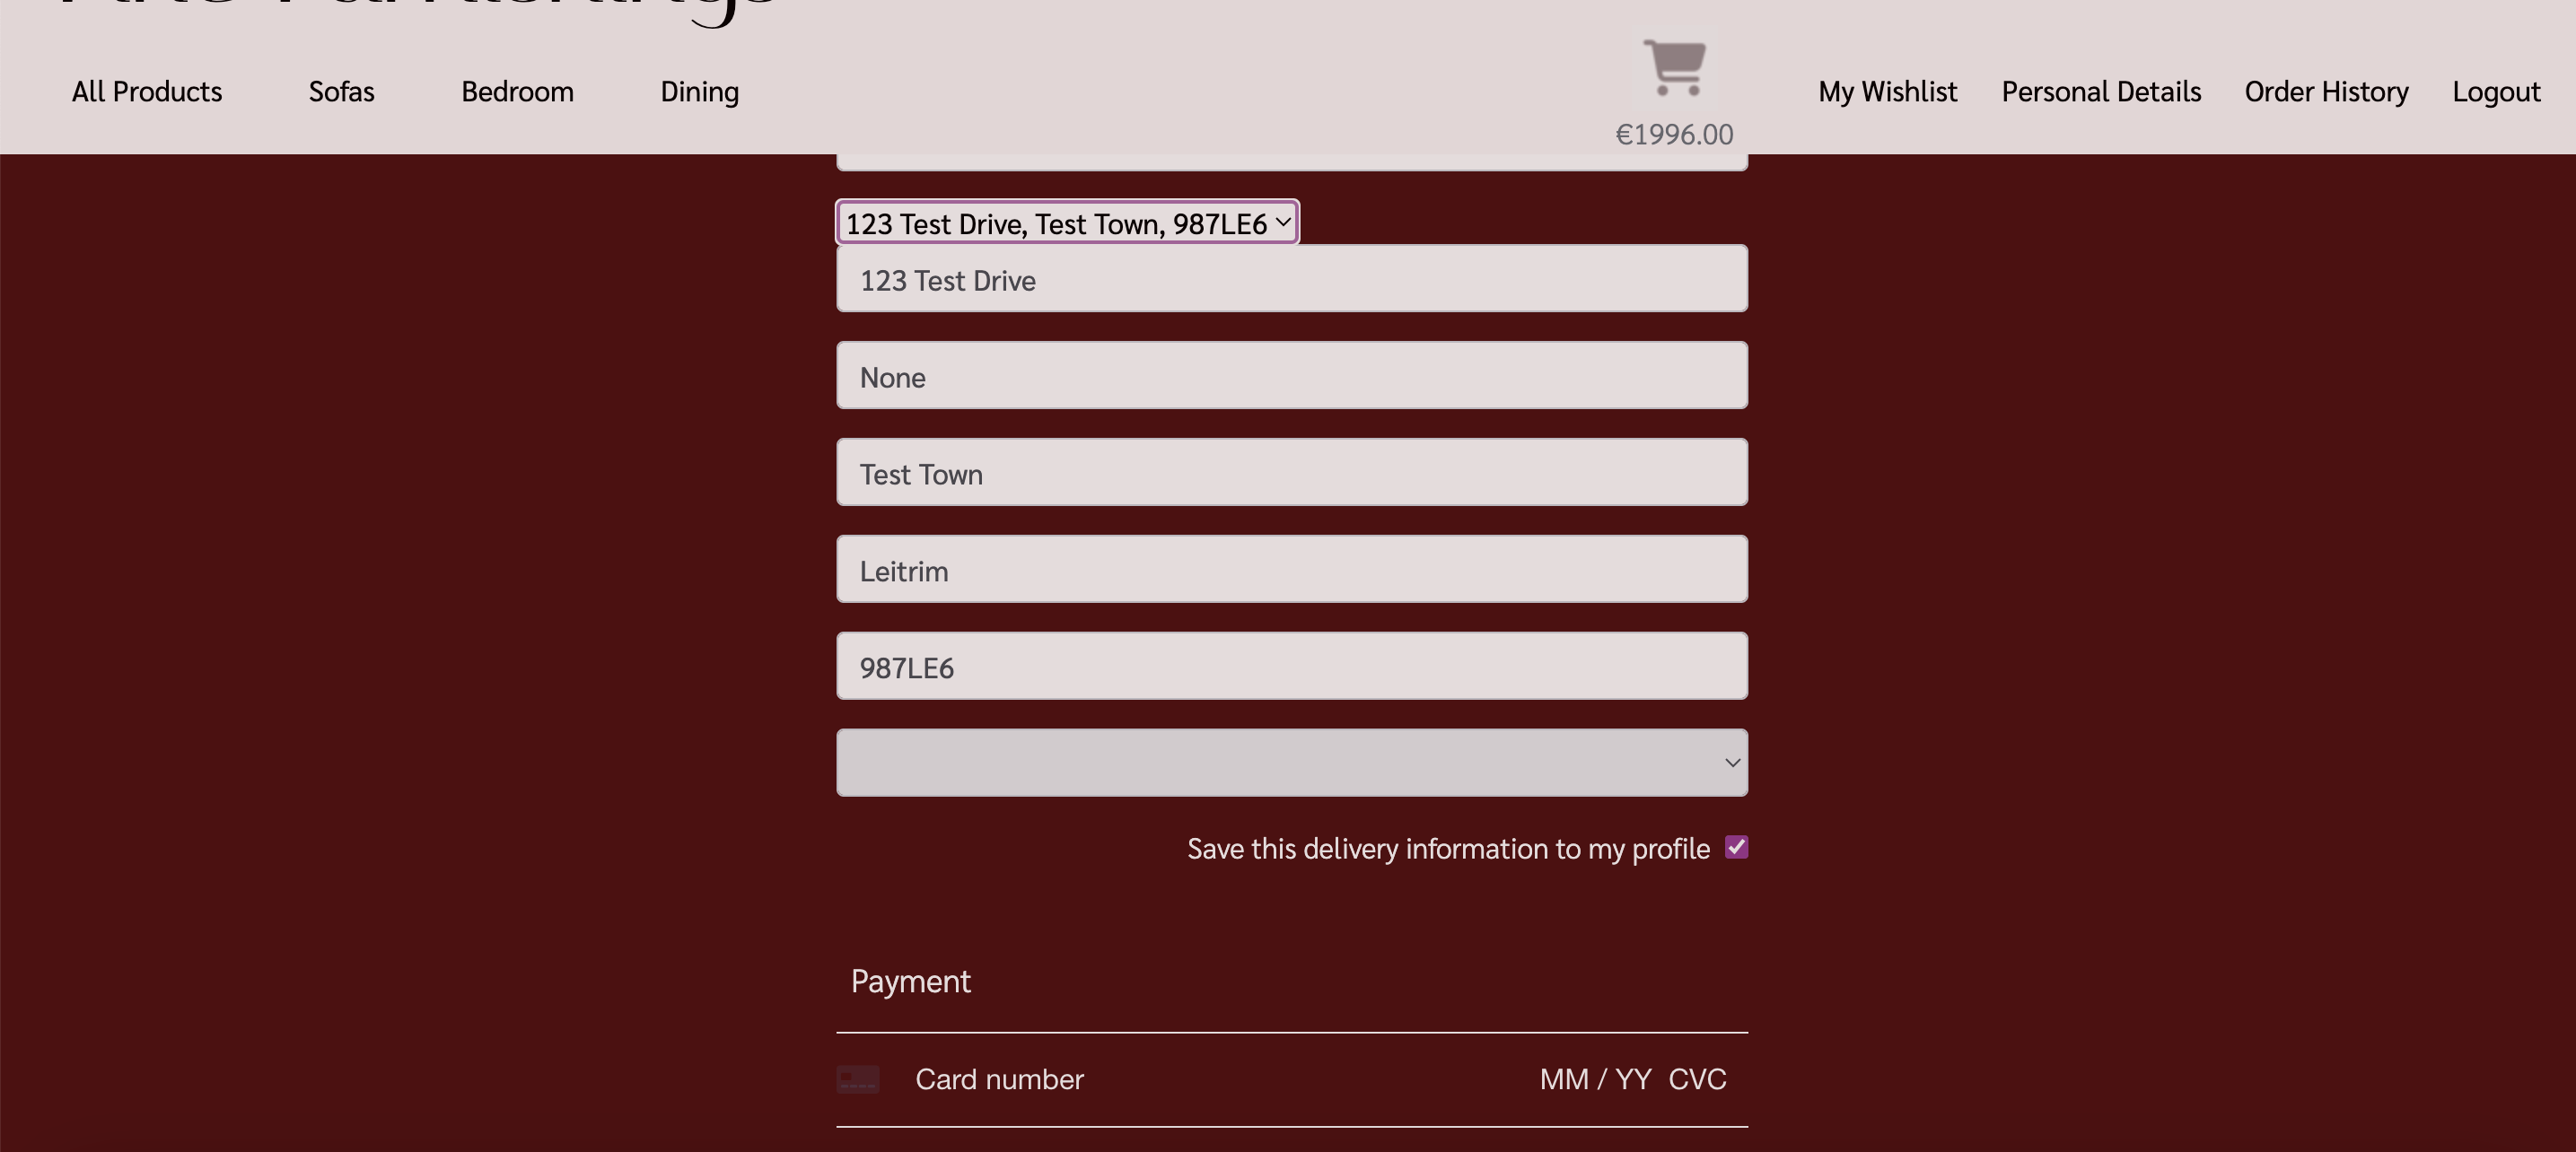 All Products Sofas Bedroom Dining
My Wishlist Personal Details Order History Logout
€1996.00
123 Test Drive, Test Town, 987LE6
123 Test Drive
None
Test Town
Leitrim
987LE6
Save this delivery information to my profile
Payment
Card number MM / YY CVC